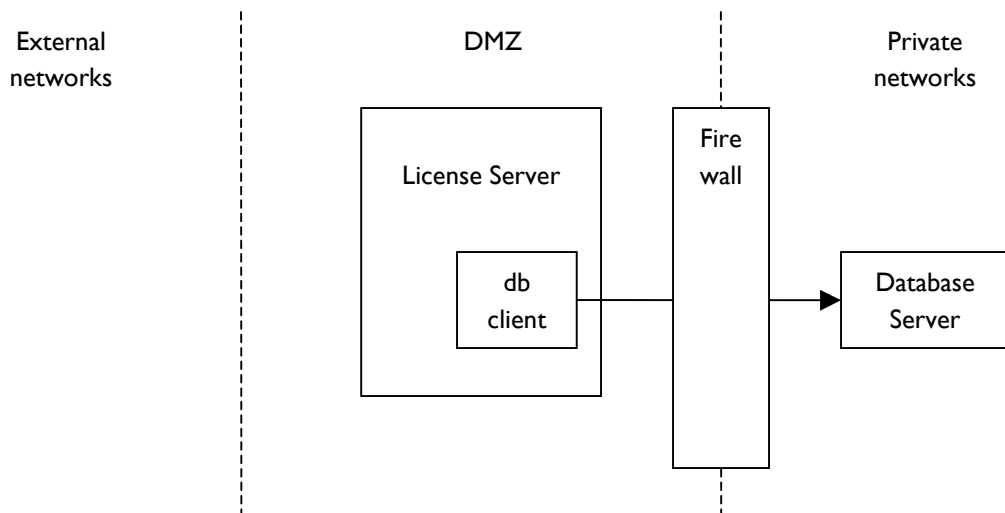 External
networks
DMZ
Private
networks
Fire
wall
License Server
db
client
Database
Server